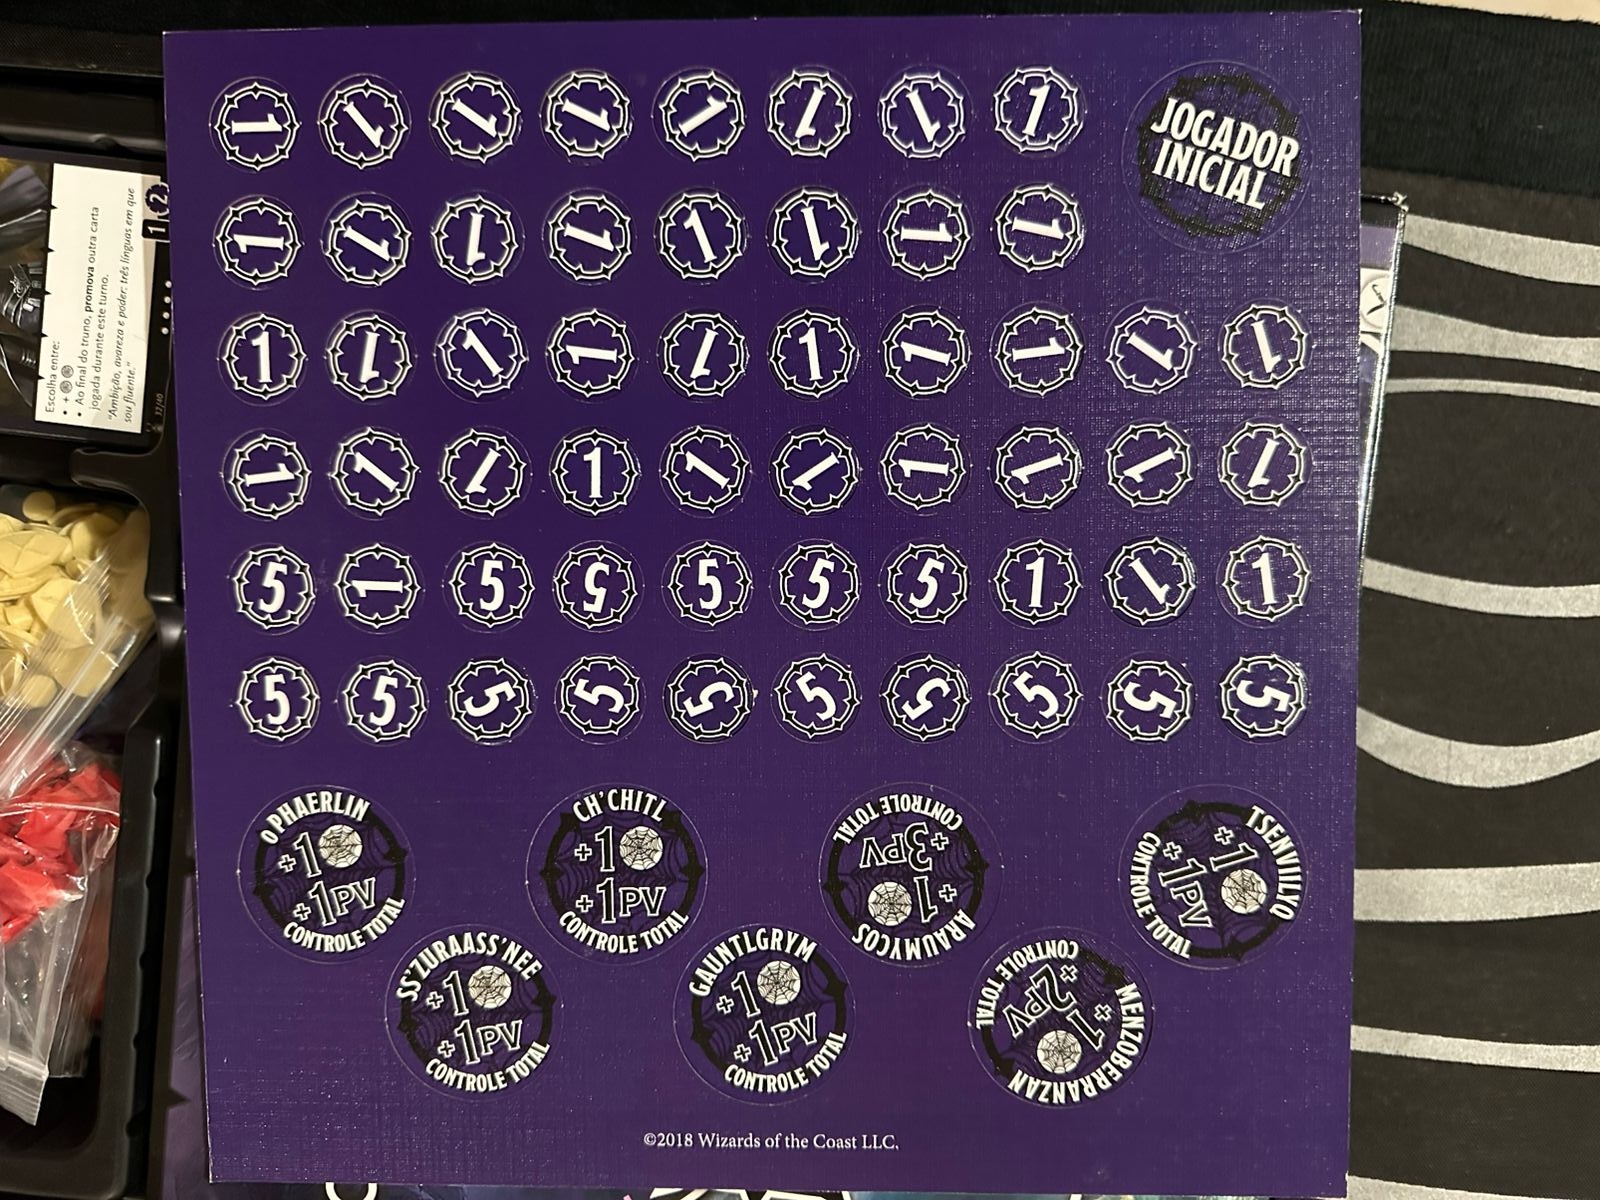 1 1 1 1 1 1 1 1
JOGADOR
INICIAL
1 1 1 1 1 1 1 1
1 1 1 1 1 1 1 1 1 1
1 1 1 1 1 1 1 1 1 1
5 1 5 5 5 5 5 1 1 1
5 5 5 5 5 5 5 5 5 5
O PHAERLIN
+1
+1PV
CONTROLE TOTAL
CH'CHITL
+1
+1PV
CONTROLE TOTAL
ARAUMYCOS
+1
+3PV
CONTROLE TOTAL
TSENVIILYQ
+1
+1PV
CONTROLE TOTAL
SS'ZURAASS'NEE
+1
+1PV
CONTROLE TOTAL
GAUNTLGRYM
+1
+1PV
CONTROLE TOTAL
MENZOBERRANZAN
+1
+2PV
CONTROLE TOTAL
©2018 Wizards of the Coast LLC.
1 2
Escolha entre:
• +
• Ao final do truno, promova outra carta
jogada durante este turno.
"Ambição, avareza e poder: três línguas em que
sou fluente."
32/40